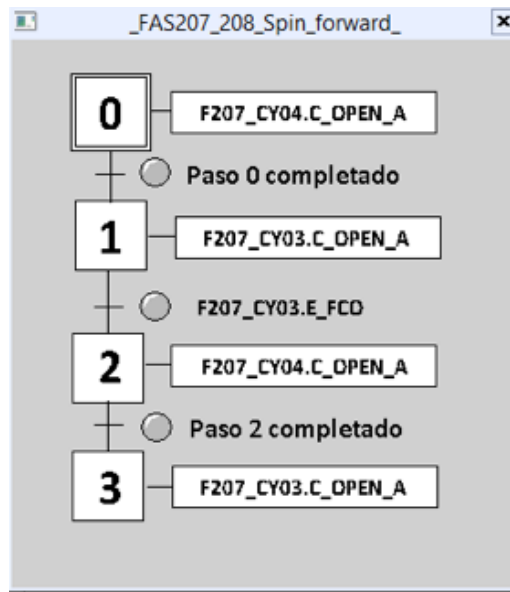 _FAS207_208_Spin_forward_
0 F207_CY04.C_OPEN_A
Paso 0 completado
1 F207_CY03.C_OPEN_A
F207_CY03.E_FCO
2 F207_CY04.C_OPEN_A
Paso 2 completado
3 F207_CY03.C_OPEN_A